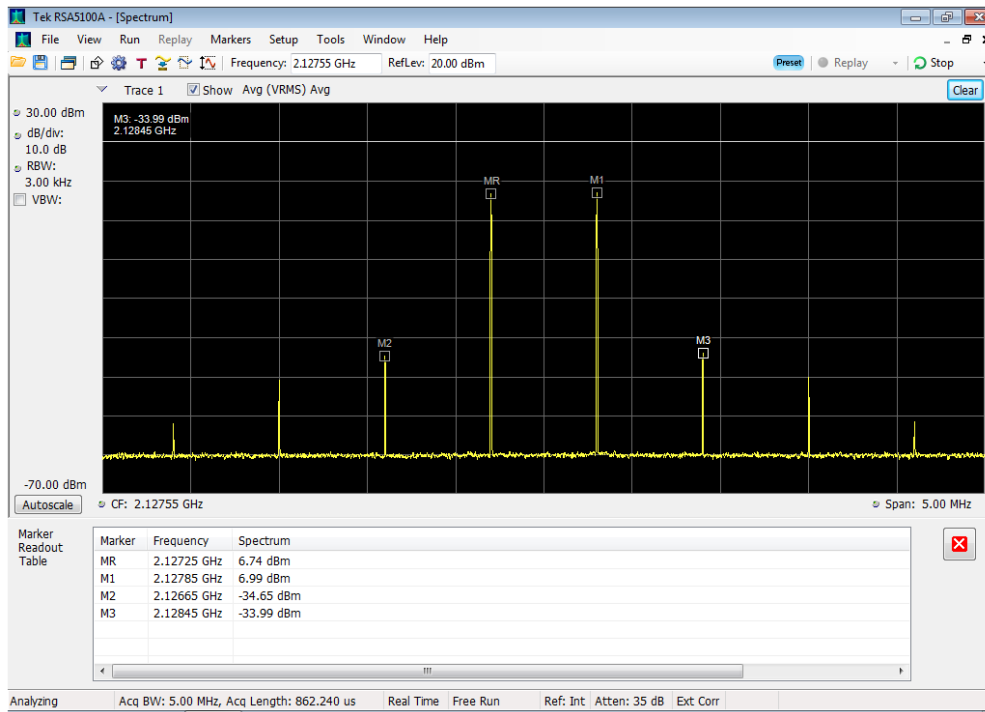 Tek RSA5100A - [Spectrum]
File View Run Replay Markers Setup Tools Window Help
T Frequency: 2.12755 GHz RefLev: 20.00 dBm Preset Replay Stop
Trace 1 Show Avg (VRMS) Avg Clear
30.00 dBm
dB/div:
10.0 dB
RBW:
3.00 kHz
VBW:
M3: -33.99 dBm
2.12845 GHz
MR M1
M2 M3
-70.00 dBm
Autoscale CF: 2.12755 GHz Span: 5.00 MHz
Marker
Readout
Table
Marker Frequency Spectrum
MR 2.12725 GHz 6.74 dBm
M1 2.12785 GHz 6.99 dBm
M2 2.12665 GHz -34.65 dBm
M3 2.12845 GHz -33.99 dBm
Analyzing Acq BW: 5.00 MHz, Acq Length: 862.240 us Real Time Free Run Ref: Int Atten: 35 dB Ext Corr